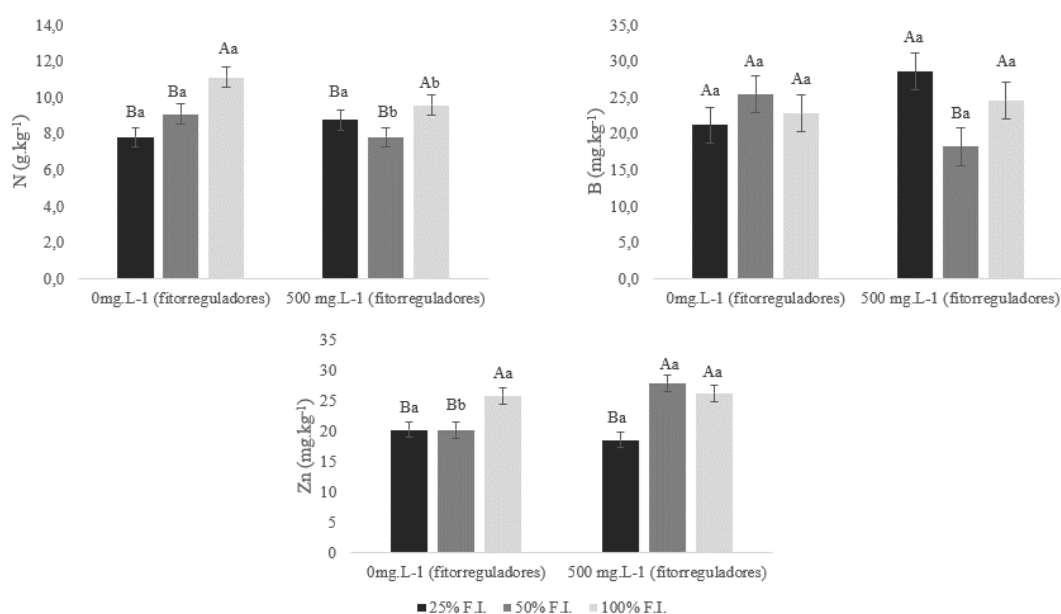 14,0
12,0
10,0
8,0
6,0
4,0
2,0
0,0
N (g.kg⁻¹)
Ba
Ba
Aa
Ba
Bb
Ab
0mg.L-1 (fitorreguladores)
500 mg.L-1 (fitorreguladores)
35,0
30,0
25,0
20,0
15,0
10,0
5,0
0,0
B (mg.kg⁻¹)
Aa
Aa
Aa
Aa
Ba
Aa
0mg.L-1 (fitorreguladores)
500 mg.L-1 (fitorreguladores)
35
30
25
20
15
10
5
0
Zn (mg.kg⁻¹)
Ba
Bb
Aa
Ba
Aa
Aa
0mg.L-1 (fitorreguladores)
500 mg.L-1 (fitorreguladores)
25% F.I.
50% F.I.
100% F.I.